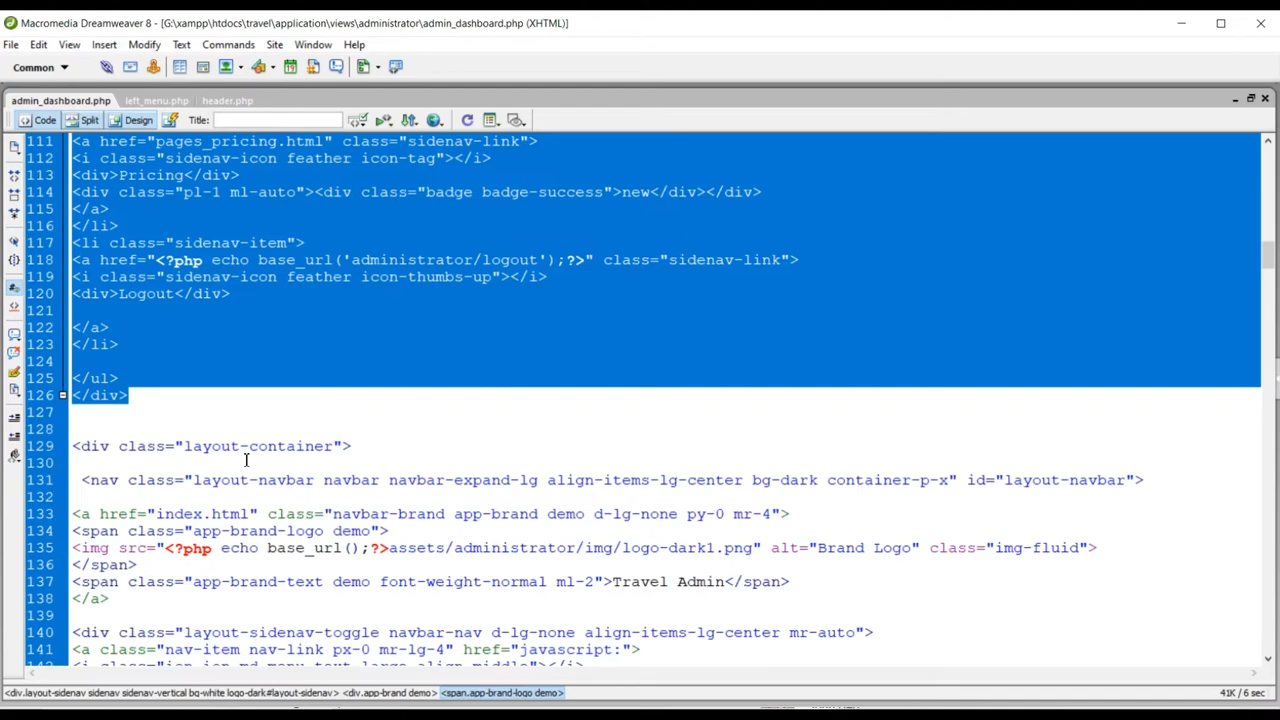 Macromedia Dreamweaver 8 - [G:\xampp\htdocs\travel\application\views\administrator\admin_dashboard.php (XHTML)]
File Edit View Insert Modify Text Commands Site Window Help
Common
admin_dashboard.php left_menu.php header.php
Code Split Design Title:
111 <a href="pages_pricing.html" class="sidenav-link">
112 <i class="sidenav-icon feather icon-tag"></i>
113 <div>Pricing</div>
114 <div class="pl-1 ml-auto"><div class="badge badge-success">new</div></div>
115 </a>
116 </li>
117 <li class="sidenav-item">
118 <a href="<?php echo base_url('administrator/logout');?>" class="sidenav-link">
119 <i class="sidenav-icon feather icon-thumbs-up"></i>
120 <div>Logout</div>
121
122 </a>
123 </li>
124
125 </ul>
126 </div>
127
128
129 <div class="layout-container">
130
131 <nav class="layout-navbar navbar navbar-expand-lg align-items-lg-center bg-dark container-p-x" id="layout-navbar">
132
133 <a href="index.html" class="navbar-brand app-brand demo d-lg-none py-0 mr-4">
134 <span class="app-brand-logo demo">
135 <img src="<?php echo base_url();?>assets/administrator/img/logo-dark1.png" alt="Brand Logo" class="img-fluid">
136 </span>
137 <span class="app-brand-text demo font-weight-normal ml-2">Travel Admin</span>
138 </a>
139
140 <div class="layout-sidenav-toggle navbar-nav d-lg-none align-items-lg-center mr-auto">
141 <a class="nav-item nav-link px-0 mr-lg-4" href="javascript:">
<div.layout-sidenav sidenav sidenav-vertical bg-white logo-dark#layout-sidenav> <div.app-brand demo> <span.app-brand-logo demo> 41K / 6 sec